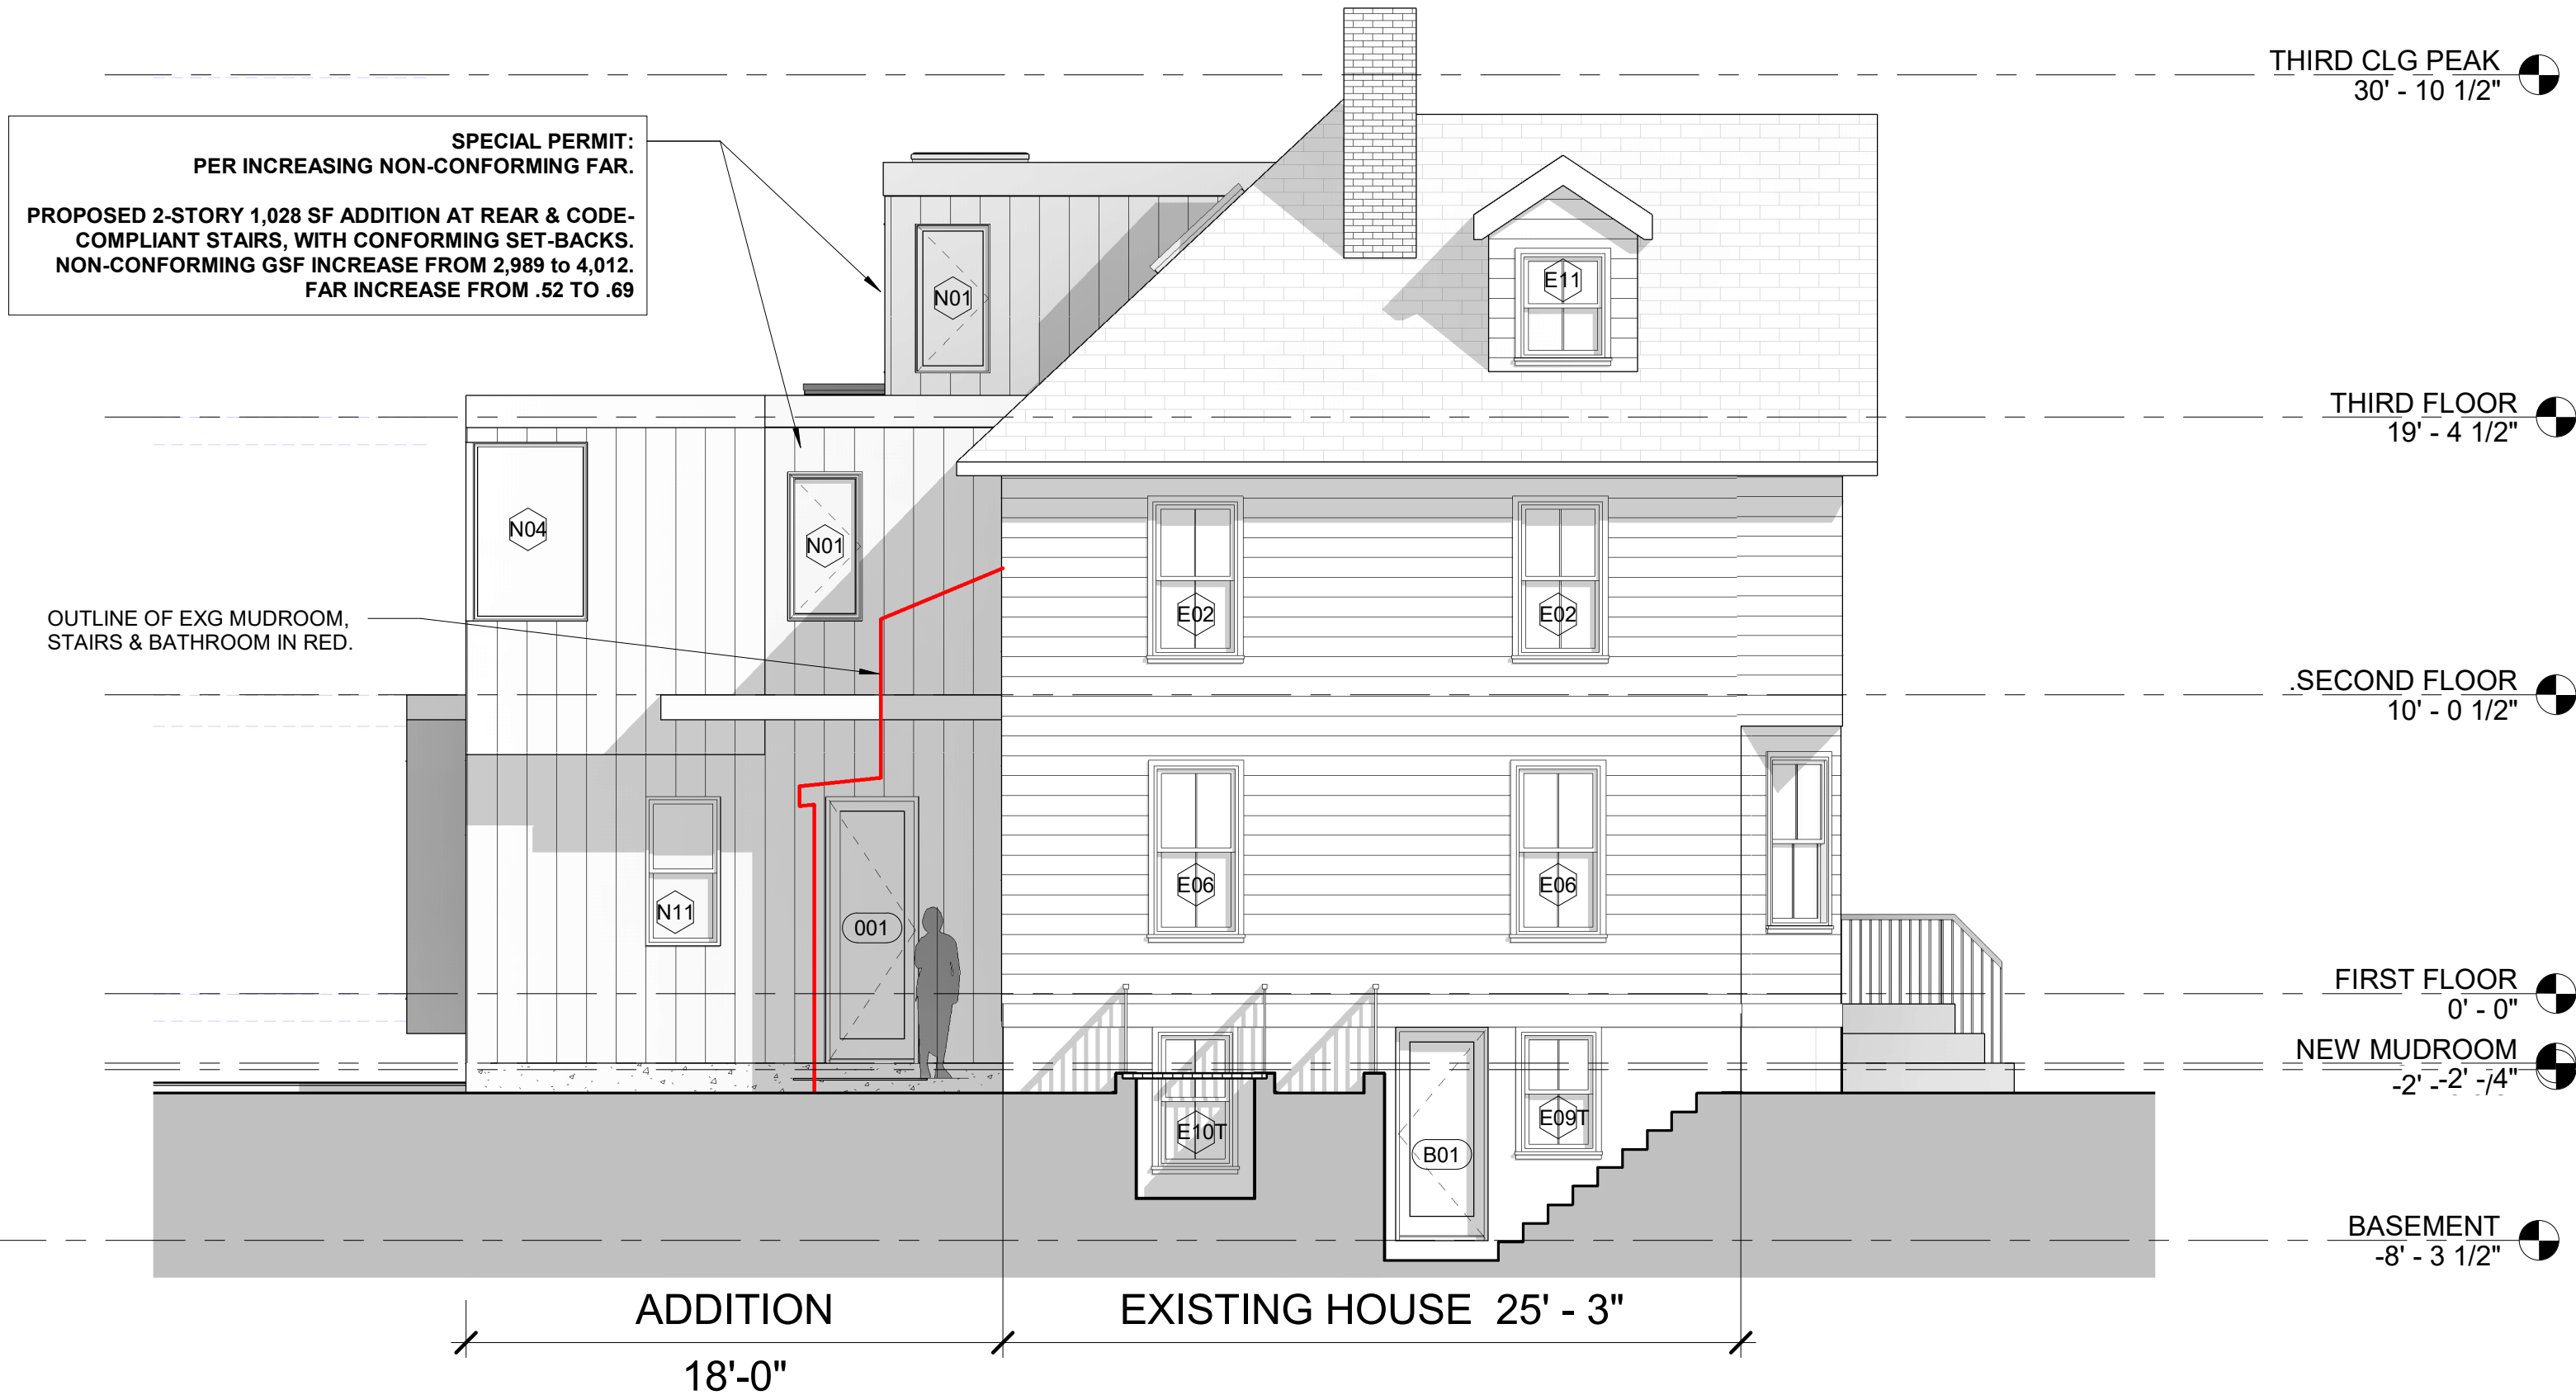 THIRD CLG PEAK
30' - 10 1/2"
SPECIAL PERMIT:
PER INCREASING NON-CONFORMING FAR.
PROPOSED 2-STORY 1,028 SF ADDITION AT REAR & CODE-
COMPLIANT STAIRS, WITH CONFORMING SET-BACKS.
NON-CONFORMING GSF INCREASE FROM 2,989 to 4,012.
FAR INCREASE FROM .52 TO .69
N01
E11
THIRD FLOOR
19' - 4 1/2"
N04
N01
OUTLINE OF EXG MUDROOM,
STAIRS & BATHROOM IN RED.
E02
E02
.SECOND FLOOR
10' - 0 1/2"
E06
E06
N11
001
FIRST FLOOR
0' - 0"
NEW MUDROOM
E10T
E09T
B01
BASEMENT
-8' - 3 1/2"
ADDITION
18'-0"
EXISTING HOUSE 25' - 3"